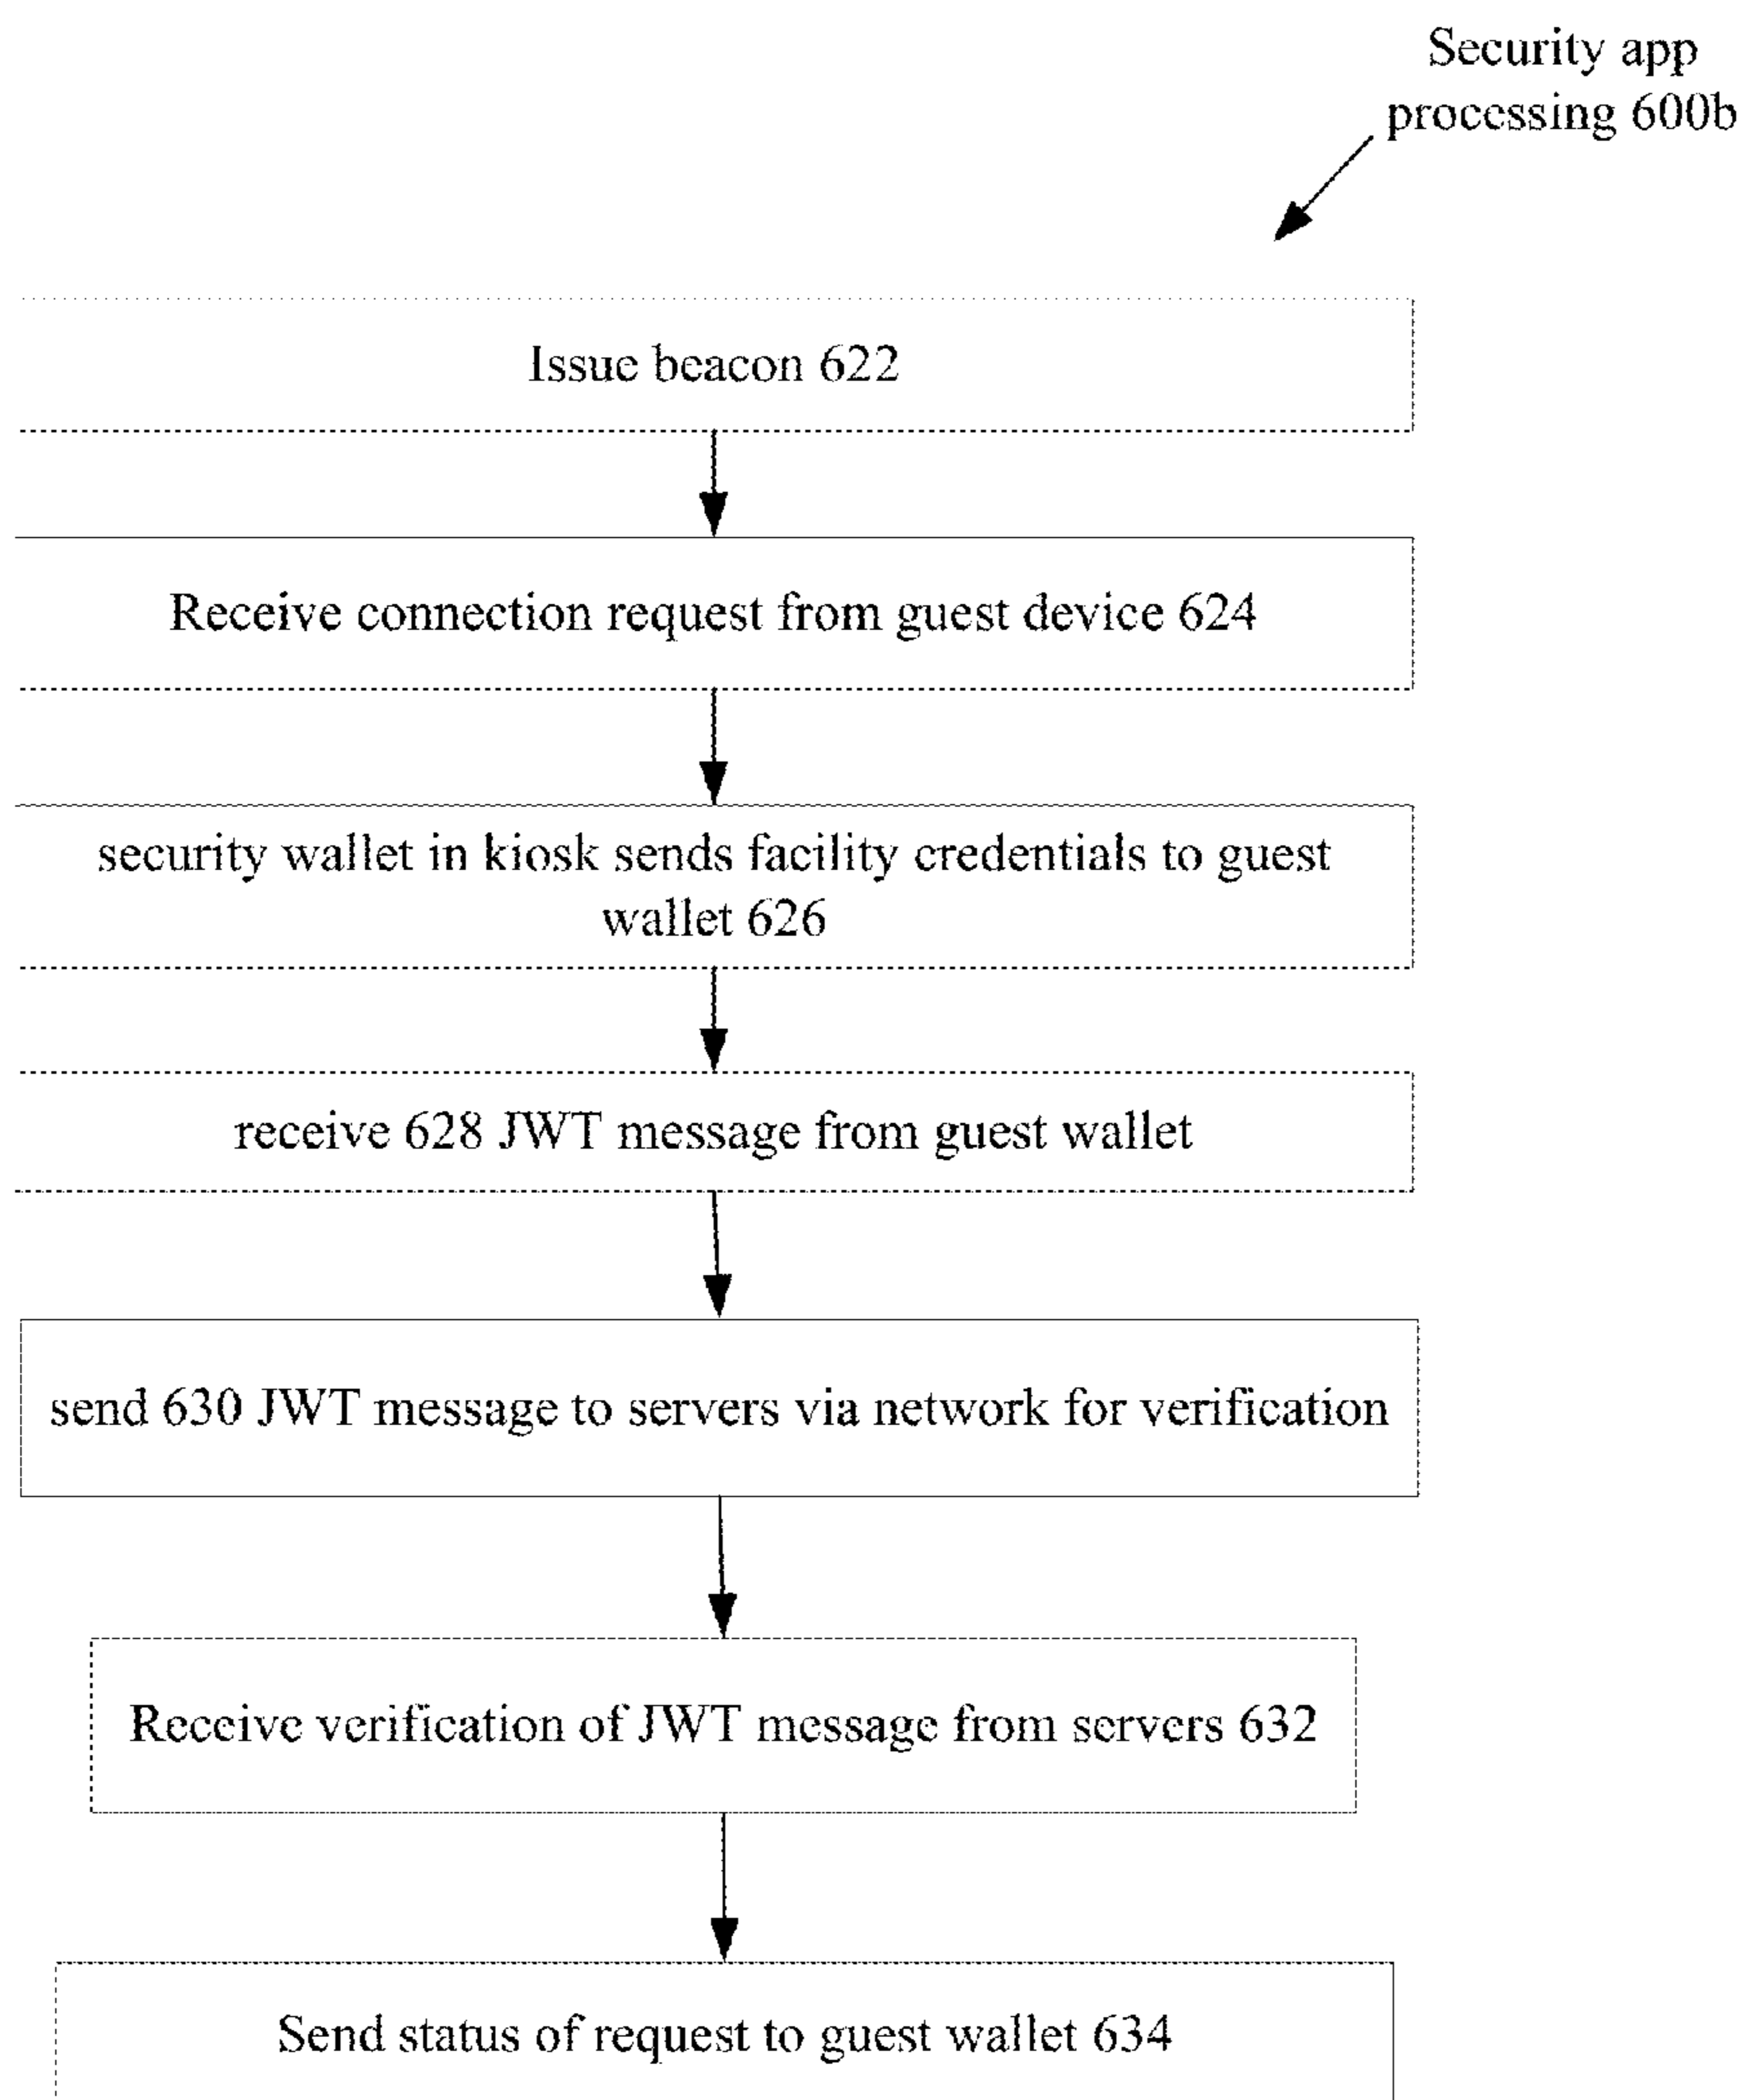 Security app
processing 600b
Issue beacon 622
Receive connection request from guest device 624
security wallet in kiosk sends facility credentials to guest
wallet 626
receive 628 JWT message from guest wallet
send 630 JWT message to servers via network for verification
Receive verification of JWT message from servers 632
Send status of request to guest wallet 634